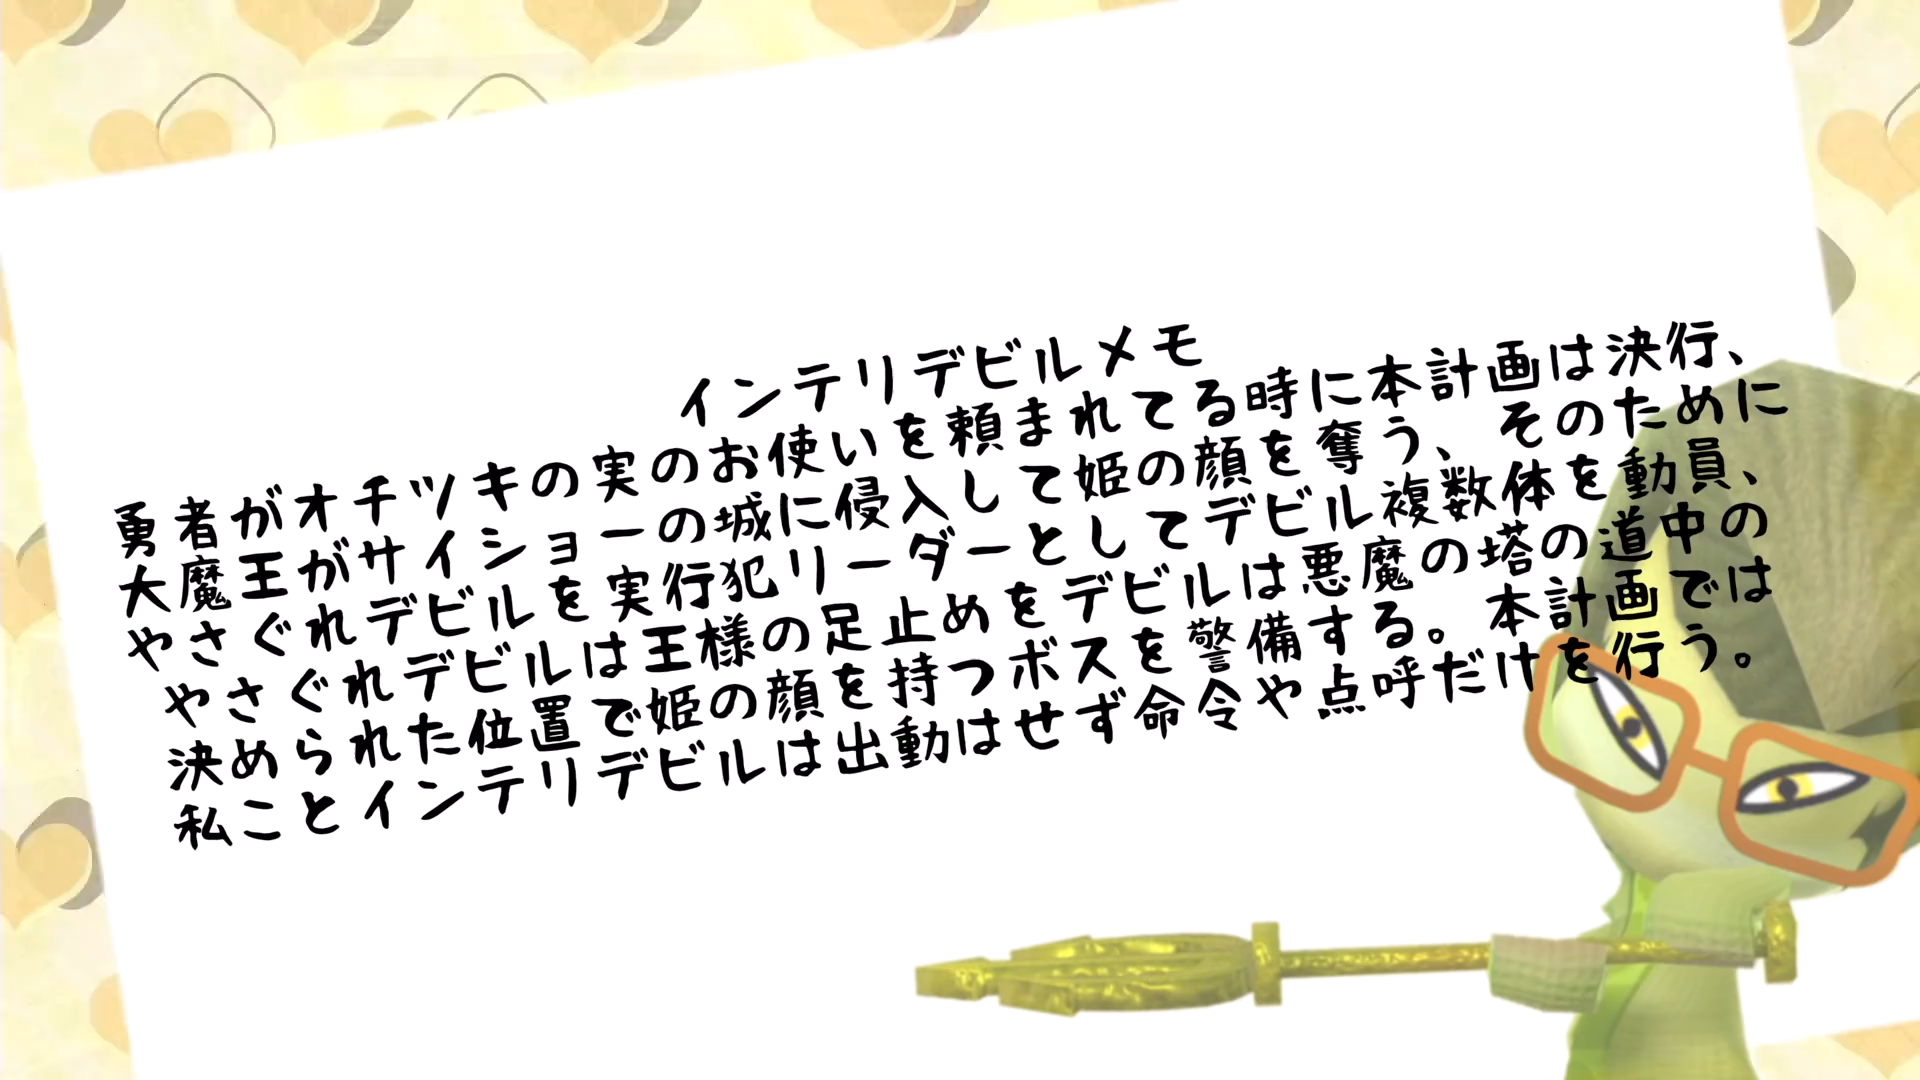 インテリデビルメモ
勇者がオチツキの実のお使いを頼まれてる時に本計画は決行、
大魔王がサイショーの城に侵入して姫の顔を奪う、そのために
やさぐれデビルを実行犯リーダーとしてデビル複数体を動員、
やさぐれデビルは王様の足止めをデビルは悪魔の塔の道中の
決められた位置で姫の顔を持つボスを警備する。本計画では
私ことインテリデビルは出動はせず命令や点呼だけを行う。